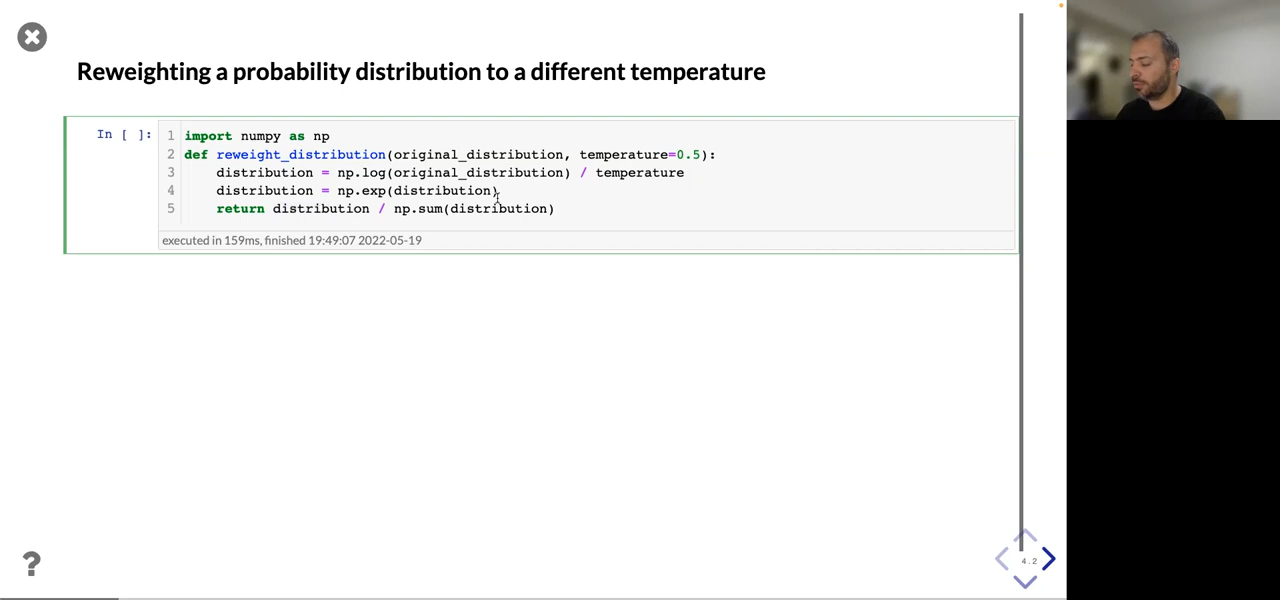 Reweighting a probability distribution to a different temperature
In [ ]:
1 import numpy as np
2 def reweight_distribution(original_distribution, temperature=0.5):
3 distribution = np.log(original_distribution) / temperature
4 distribution = np.exp(distribution)
5 return distribution / np.sum(distribution)
executed in 159ms, finished 19:49:07 2022-05-19
?
4.2